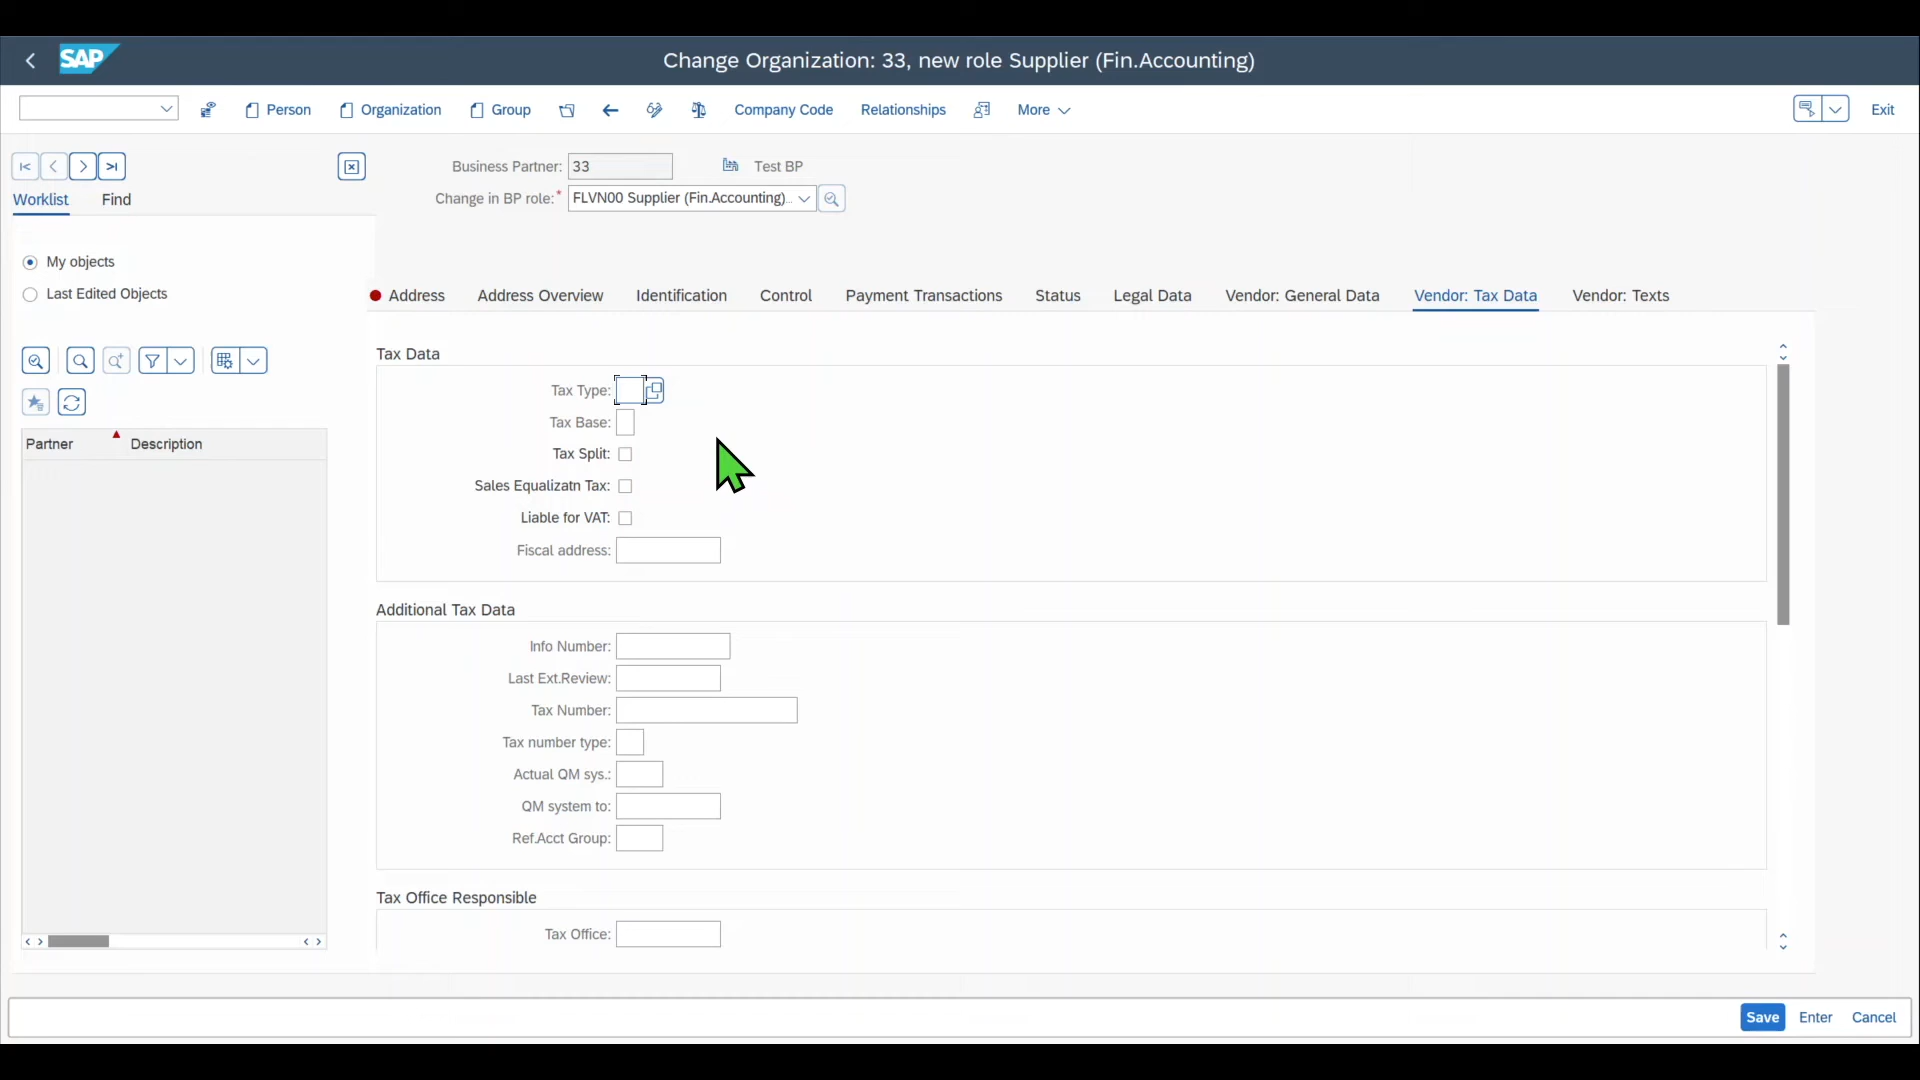 SAP
Change Organization: 33, new role Supplier (Fin.Accounting)
Person
Organization
Group
Company Code
Relationships
More
Exit
Business Partner: 33
Test BP
Change in BP role:* FLVN00 Supplier (Fin.Accounting)...
Worklist
Find
My objects
Last Edited Objects
Partner
Description
Address
Address Overview
Identification
Control
Payment Transactions
Status
Legal Data
Vendor: General Data
Vendor: Tax Data
Vendor: Texts
Tax Data
Tax Type:
Tax Base:
Tax Split:
Sales Equalizatn Tax:
Liable for VAT:
Fiscal address:
Additional Tax Data
Info Number:
Last Ext.Review:
Tax Number:
Tax number type:
Actual QM sys.:
QM system to:
Ref.Acct Group:
Tax Office Responsible
Tax Office:
Save
Enter
Cancel